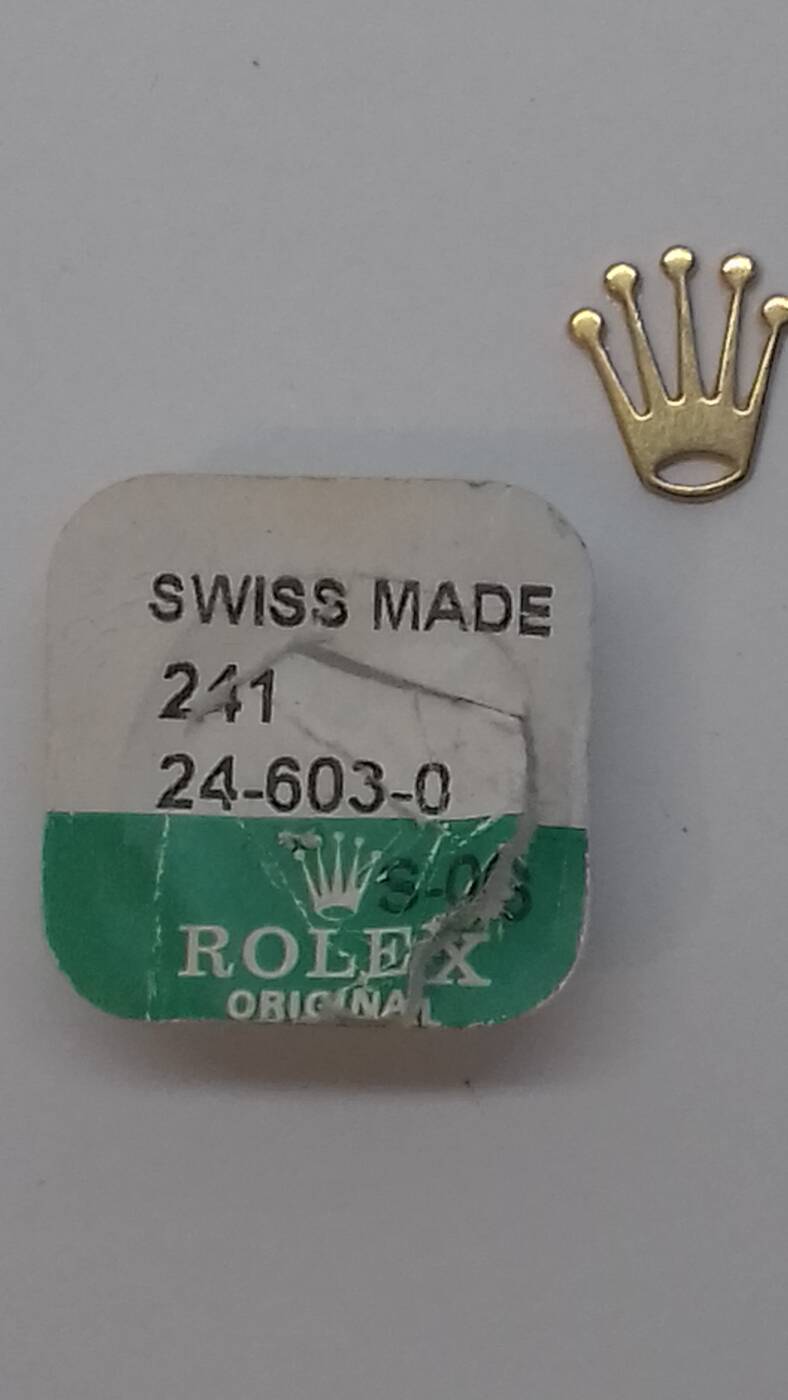 SWISS MADE
241
24-603-0
ROLEX
ORIGINAL